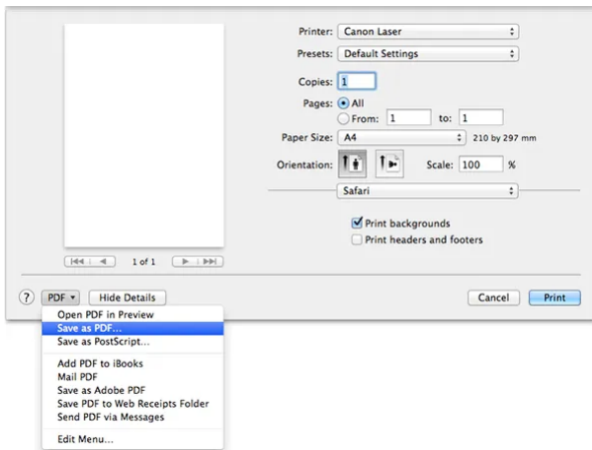 Printer: Canon Laser
Presets: Default Settings
Copies: 1
Pages: All
From: 1 to: 1
Paper Size: A4 210 by 297 mm
Orientation: Scale: 100 %
Safari
Print backgrounds
Print headers and footers
1 of 1
? PDF Hide Details Cancel Print
Open PDF in Preview
Save as PDF...
Save as PostScript...
Add PDF to iBooks
Mail PDF
Save as Adobe PDF
Save PDF to Web Receipts Folder
Send PDF via Messages
Edit Menu...